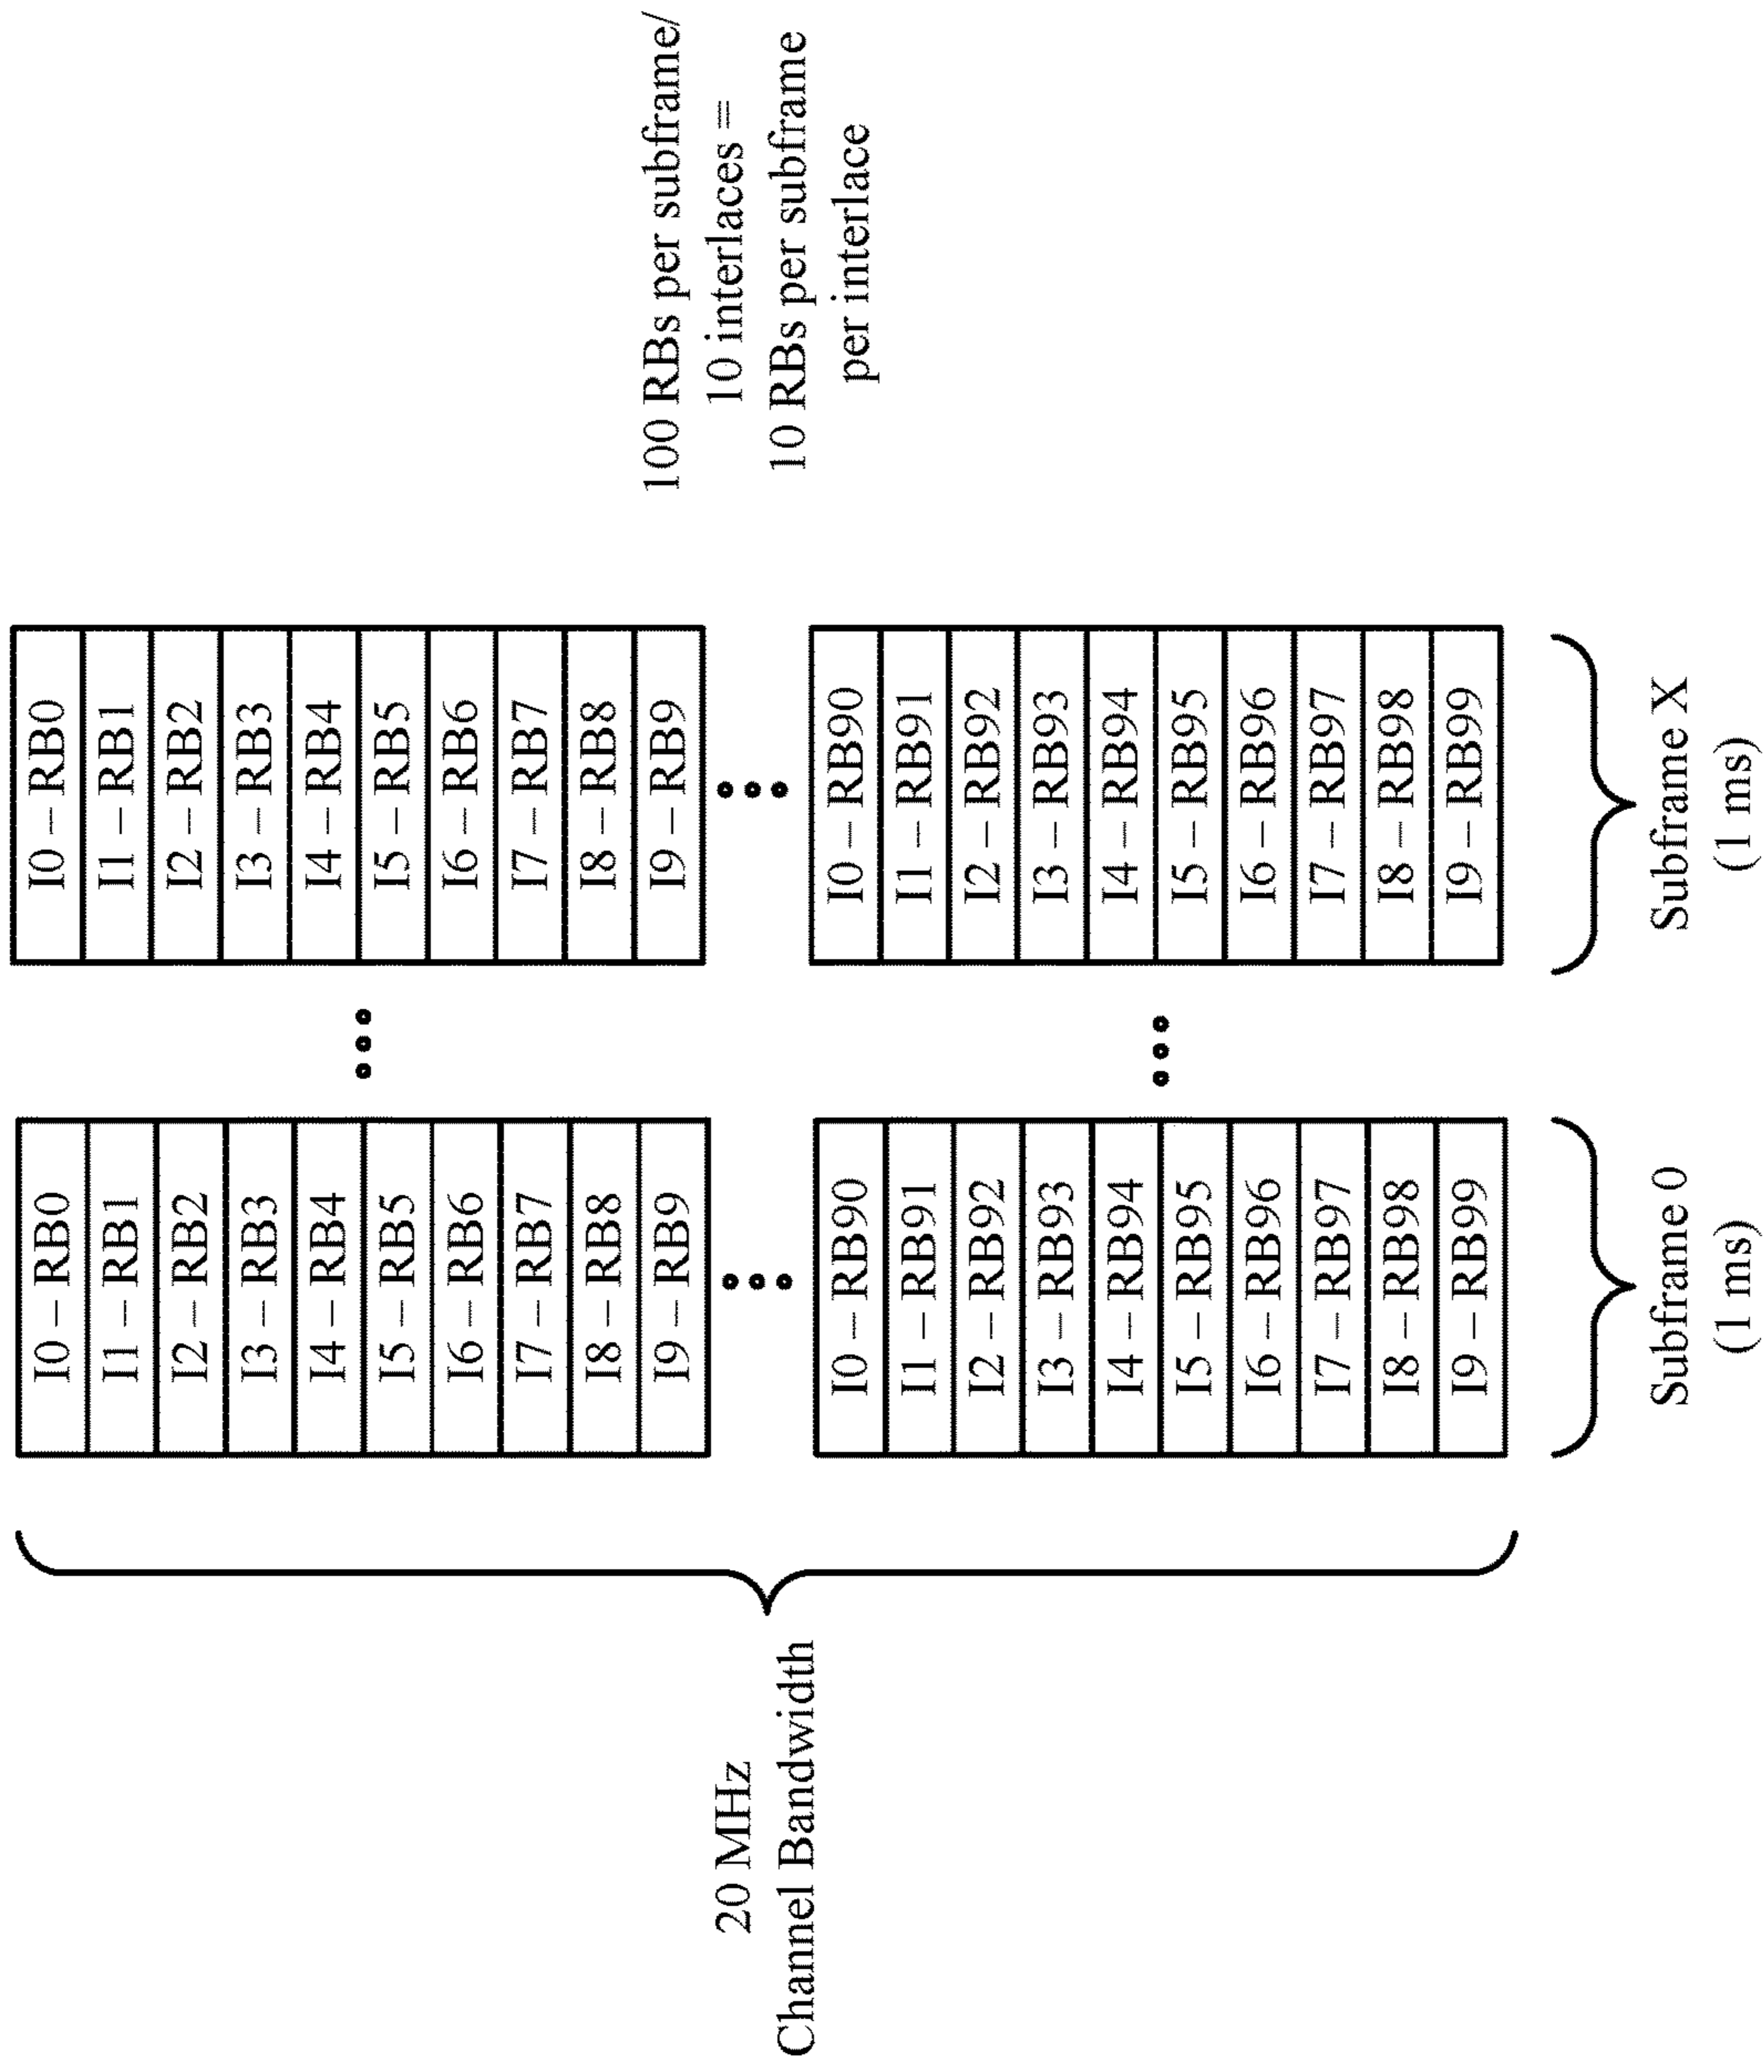 20 MHz
Channel Bandwidth
I0 – RB0
I1 – RB1
I2 – RB2
I3 – RB3
I4 – RB4
I5 – RB5
I6 – RB6
I7 – RB7
I8 – RB8
I9 – RB9
I0 – RB90
I1 – RB91
I2 – RB92
I3 – RB93
I4 – RB94
I5 – RB95
I6 – RB96
I7 – RB97
I8 – RB98
I9 – RB99
Subframe 0
(1 ms)
I0 – RB0
I1 – RB1
I2 – RB2
I3 – RB3
I4 – RB4
I5 – RB5
I6 – RB6
I7 – RB7
I8 – RB8
I9 – RB9
I0 – RB90
I1 – RB91
I2 – RB92
I3 – RB93
I4 – RB94
I5 – RB95
I6 – RB96
I7 – RB97
I8 – RB98
I9 – RB99
Subframe X
(1 ms)
100 RBs per subframe/
10 interlaces =
10 RBs per subframe
per interlace